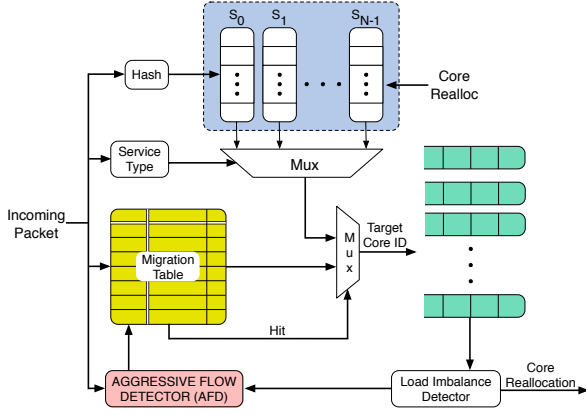 S0 S1 SN-1
Hash
Core
Realloc
Service
Type
Mux
Incoming
Packet
Migration
Table
Mux
Target
Core ID
Hit
AGGRESSIVE FLOW
DETECTOR (AFD)
Load Imbalance
Detector
Core
Reallocation